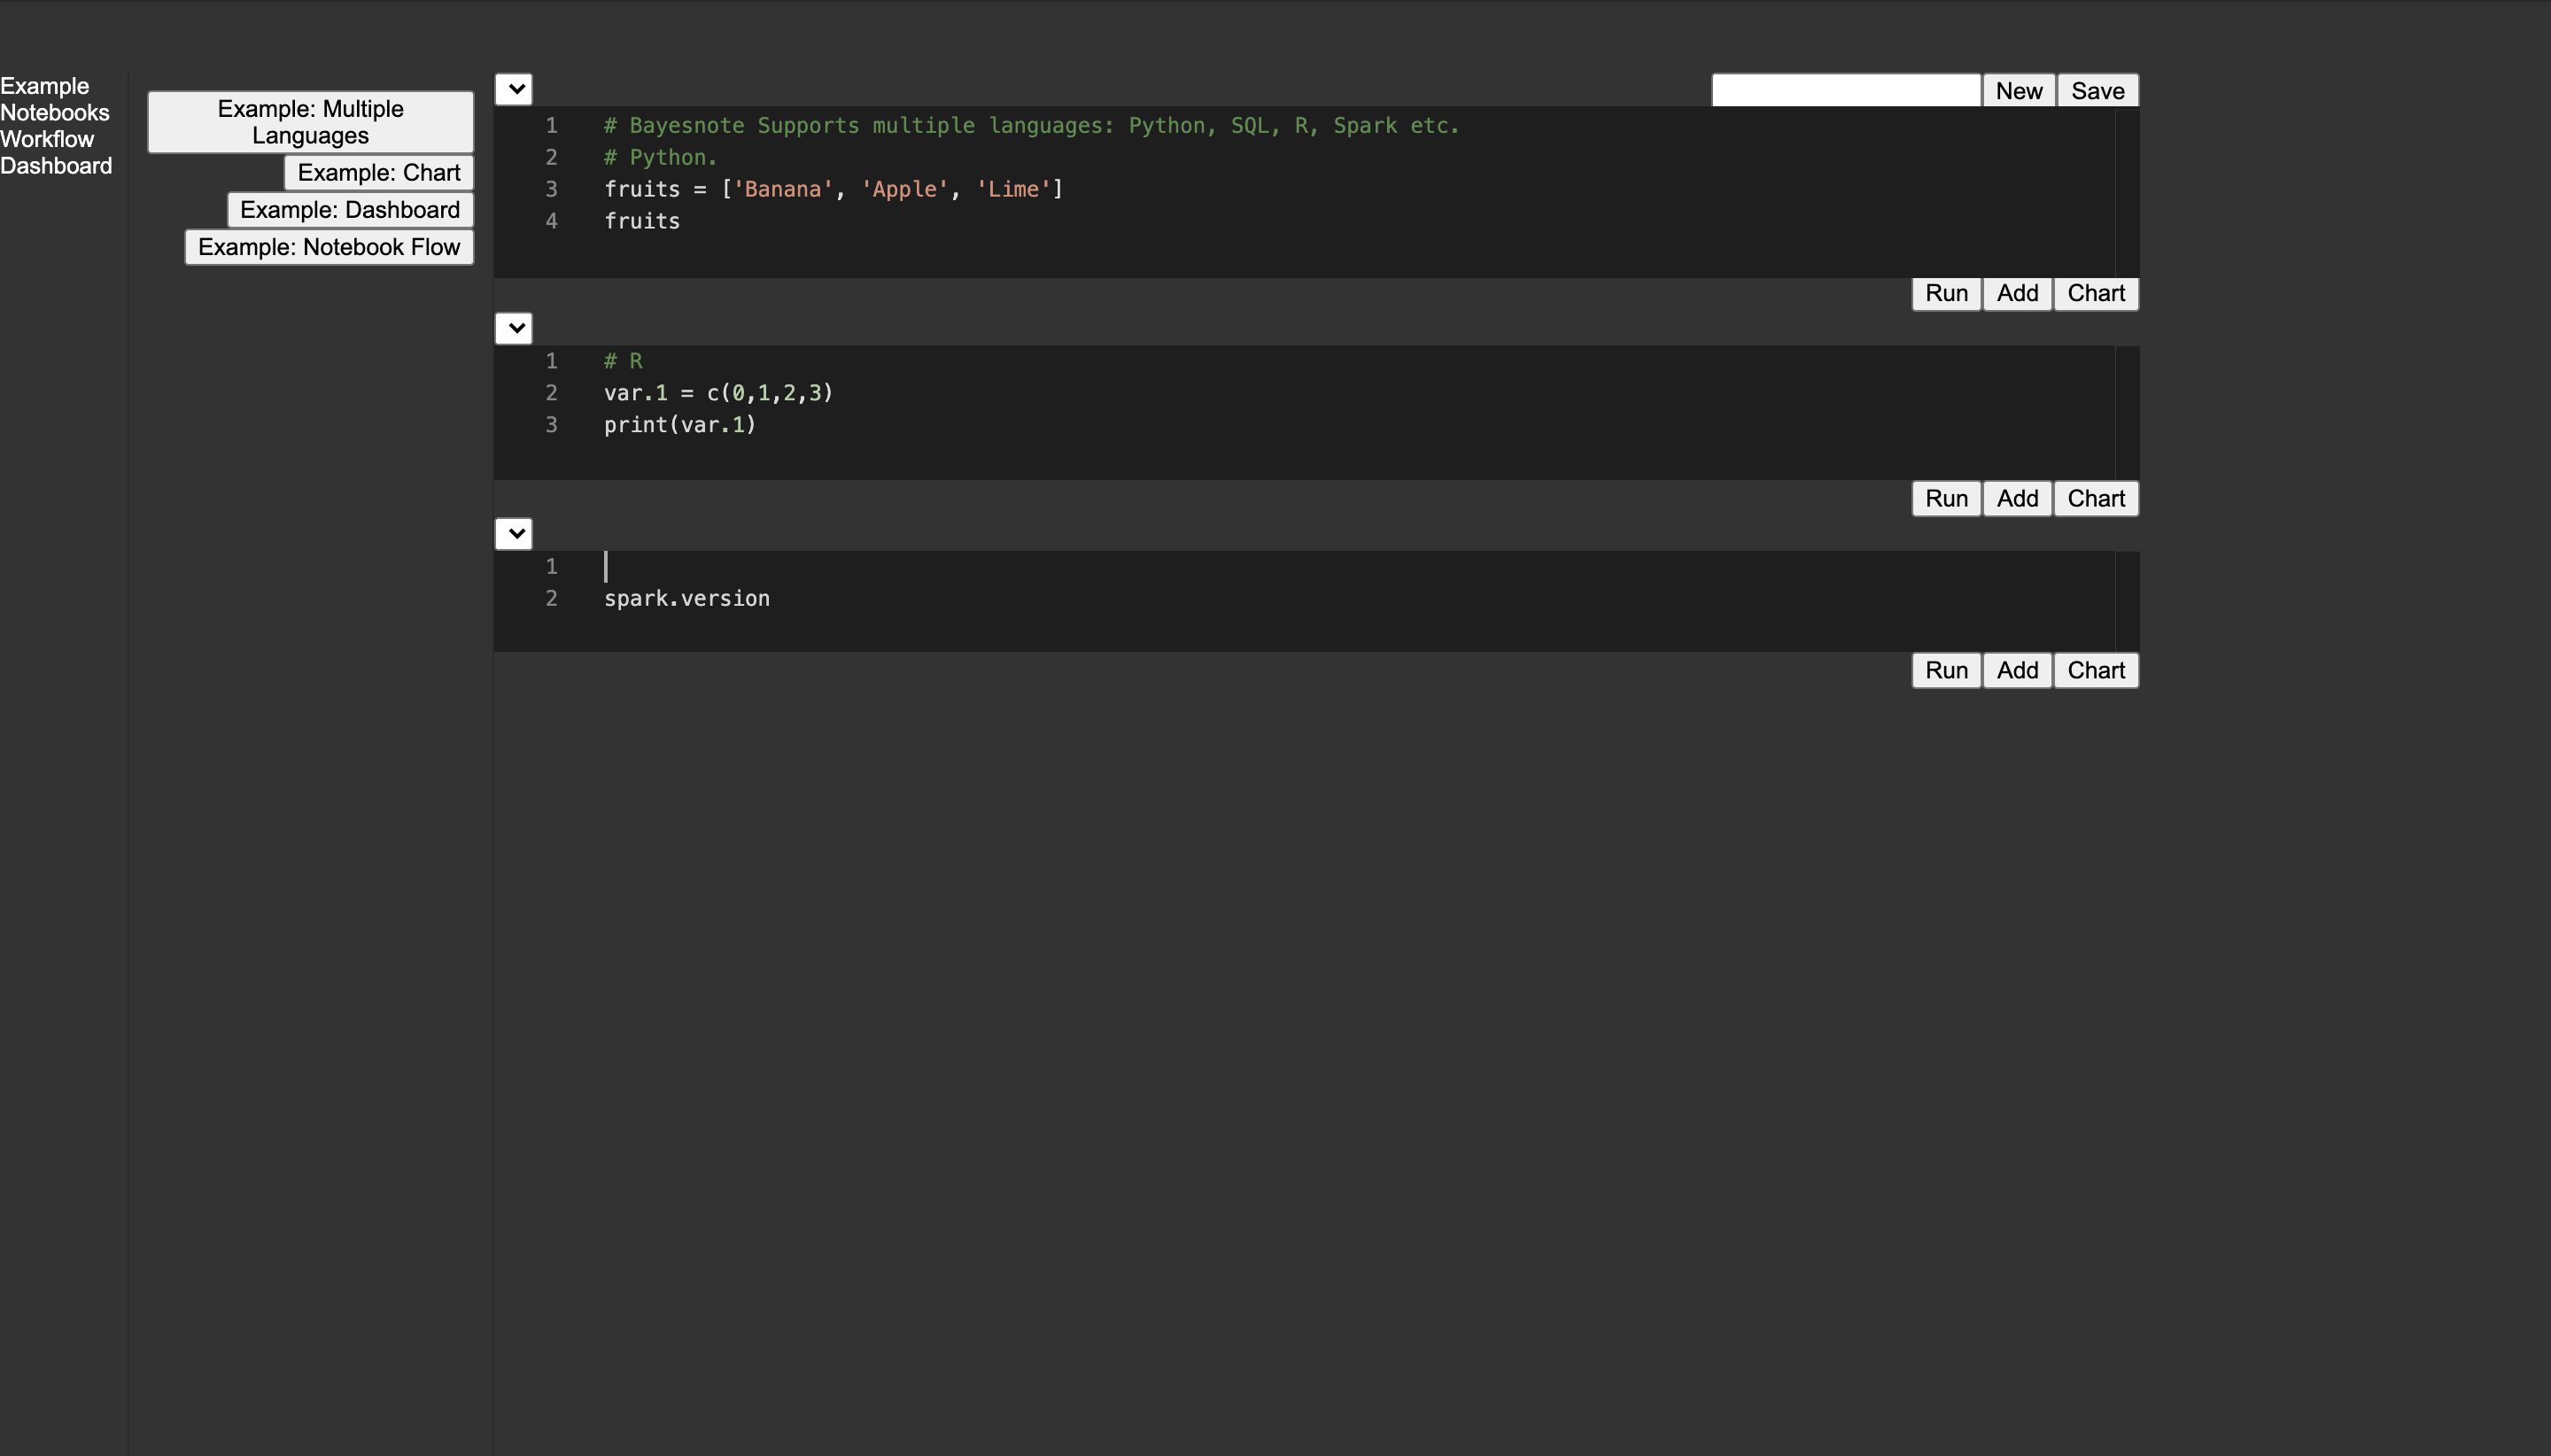 Example
Notebooks
Workflow
Dashboard
Example: Multiple
Languages
Example: Chart
Example: Dashboard
Example: Notebook Flow
New Save
1 # Bayesnote Supports multiple languages: Python, SQL, R, Spark etc.
2 # Python.
3 fruits = ['Banana', 'Apple', 'Lime']
4 fruits
Run Add Chart
1 # R
2 var.1 = c(0,1,2,3)
3 print(var.1)
Run Add Chart
1
2 spark.version
Run Add Chart